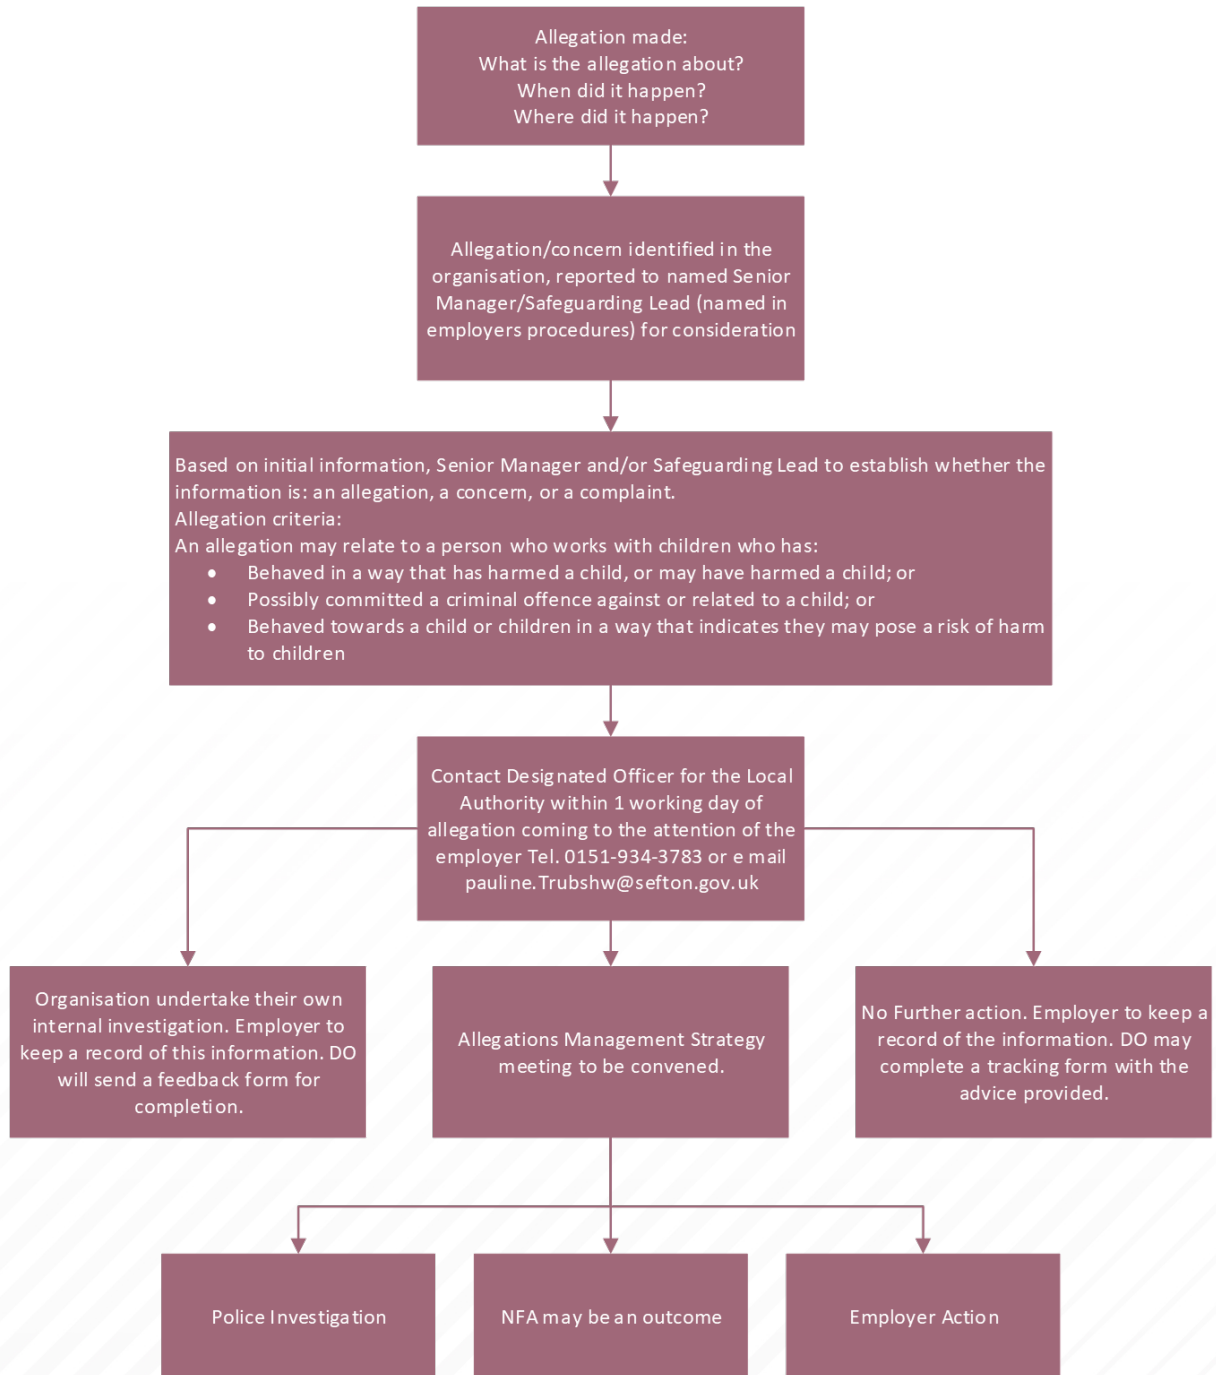 Allegation made:
What is the allegation about?
When did it happen?
Where did it happen?
Allegation/concern identified in the
organisation, reported to named Senior
Manager/Safeguarding Lead (named in
employers procedures) for consideration
Based on initial information, Senior Manager and/or Safeguarding Lead to establish whether the
information is: an allegation, a concern, or a complaint.
Allegation criteria:
An allegation may relate to a person who works with children who has:
• Behaved in a way that has harmed a child, or may have harmed a child; or
• Possibly committed a criminal offence against or related to a child; or
• Behaved towards a child or children in a way that indicates they may pose a risk of harm
to children
Contact Designated Officer for the Local
Authority within 1 working day of
allegation coming to the attention of the
employer Tel. 0151-934-3783 or e mail
pauline.Trubshw@sefton.gov.uk
Organisation undertake their own
internal investigation. Employer to
keep a record of this information. DO
will send a feedback form for
completion.
Allegations Management Strategy
meeting to be convened.
No Further action. Employer to keep a
record of the information. DO may
complete a tracking form with the
advice provided.
Police Investigation
NFA may be an outcome
Employer Action